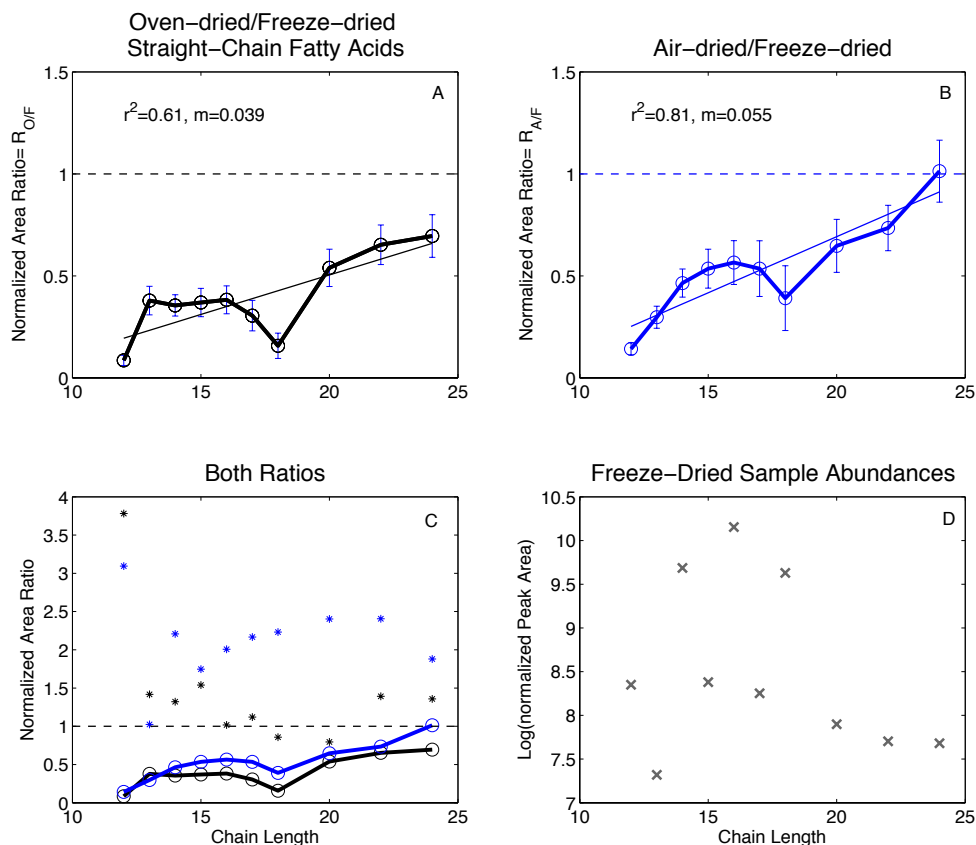 Oven−dried/Freeze−dried
Straight−Chain Fatty Acids
1.5
1
0.5
0
10
15
20
25
Normalized Area Ratio= R_{O/F}
A
r^2=0.61, m=0.039
Air−dried/Freeze−dried
1.5
1
0.5
0
10
15
20
25
Normalized Area Ratio= R_{A/F}
B
r^2=0.81, m=0.055
Both Ratios
4
3.5
3
2.5
2
1.5
1
0.5
0
10
15
20
25
Normalized Area Ratio
C
Chain Length
Freeze−Dried Sample Abundances
10.5
10
9.5
9
8.5
8
7.5
7
10
15
20
25
Log(normalized Peak Area)
D
Chain Length